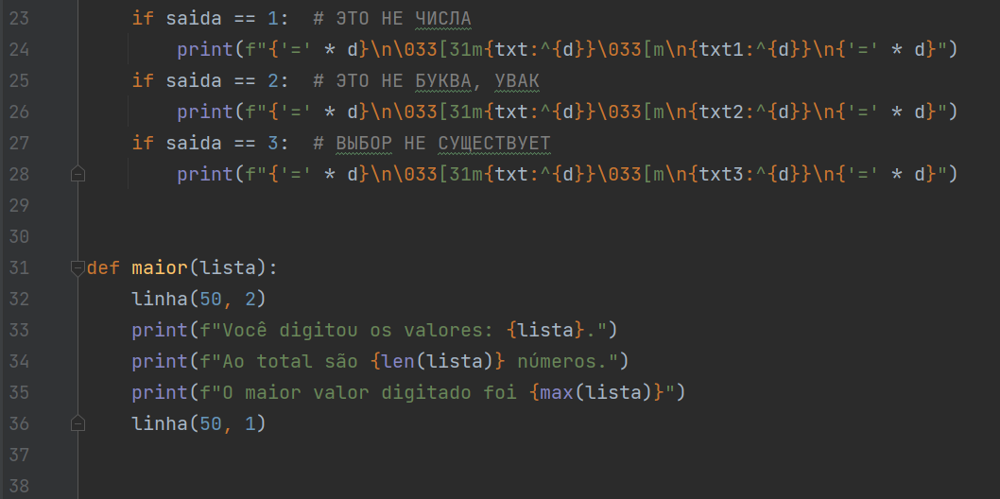 23 if saida == 1:  # ЭТО НЕ ЧИСЛА
24 print(f"{'=' * d}\n\033[31m{txt:^{d}}\033[m\n{txt1:^{d}}\n{'=' * d}")
25 if saida == 2:  # ЭТО НЕ БУКВА, УВАК
26 print(f"{'=' * d}\n\033[31m{txt:^{d}}\033[m\n{txt2:^{d}}\n{'=' * d}")
27 if saida == 3:  # ВЫБОР НЕ СУЩЕСТВУЕТ
28 print(f"{'=' * d}\n\033[31m{txt:^{d}}\033[m\n{txt3:^{d}}\n{'=' * d}")
29
30
31 def maior(lista):
32 linha(50, 2)
33 print(f"Você digitou os valores: {lista}.")
34 print(f"Ao total são {len(lista)} números.")
35 print(f"O maior valor digitado foi {max(lista)}")
36 linha(50, 1)
37
38